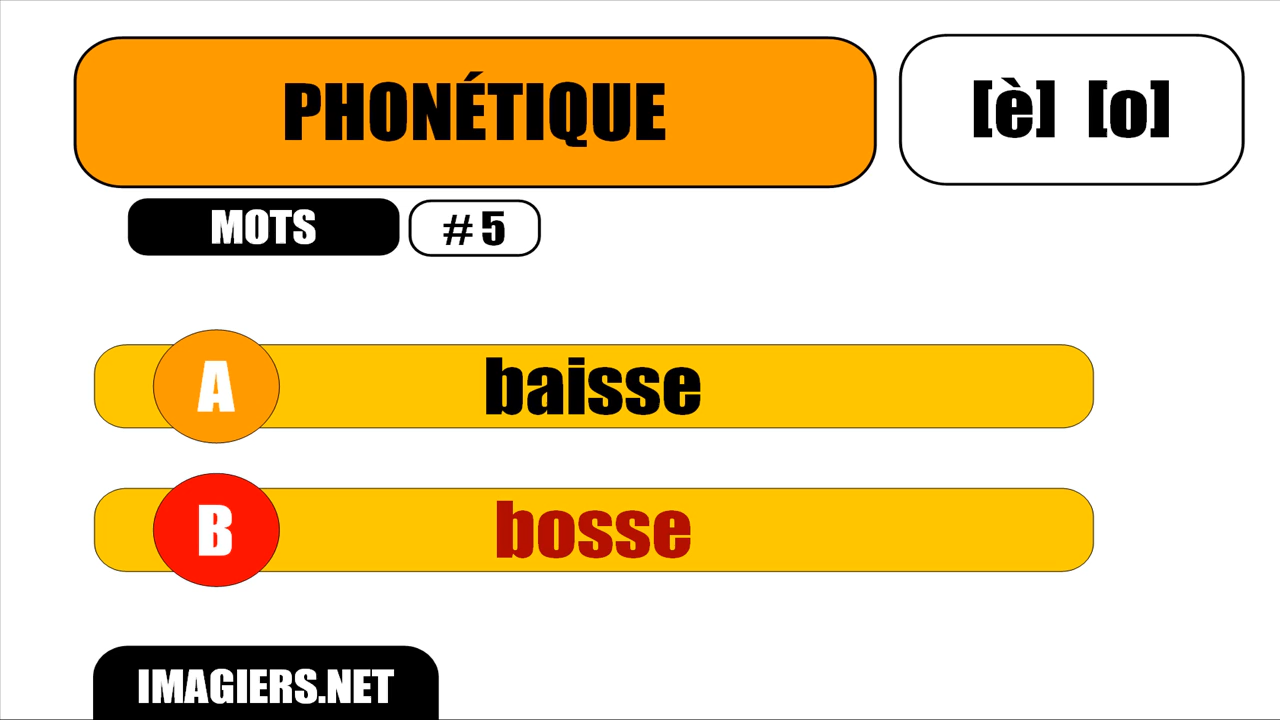 PHONÉTIQUE
[è] [o]
MOTS
# 5
A baisse
B bosse
IMAGIERS.NET